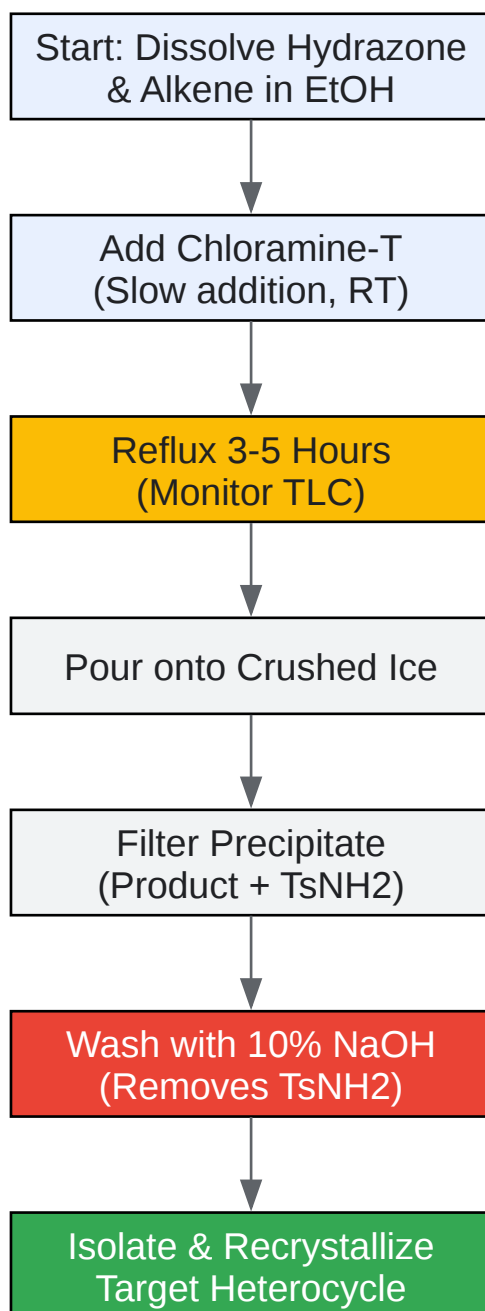 Start: Dissolve Hydrazone
& Alkene in EtOH
Add Chloramine-T
(Slow addition, RT)
Reflux 3-5 Hours
(Monitor TLC)
Pour onto Crushed Ice
Filter Precipitate
(Product + TsNH2)
Wash with 10% NaOH
(Removes TsNH2)
Isolate & Recrystallize
Target Heterocycle